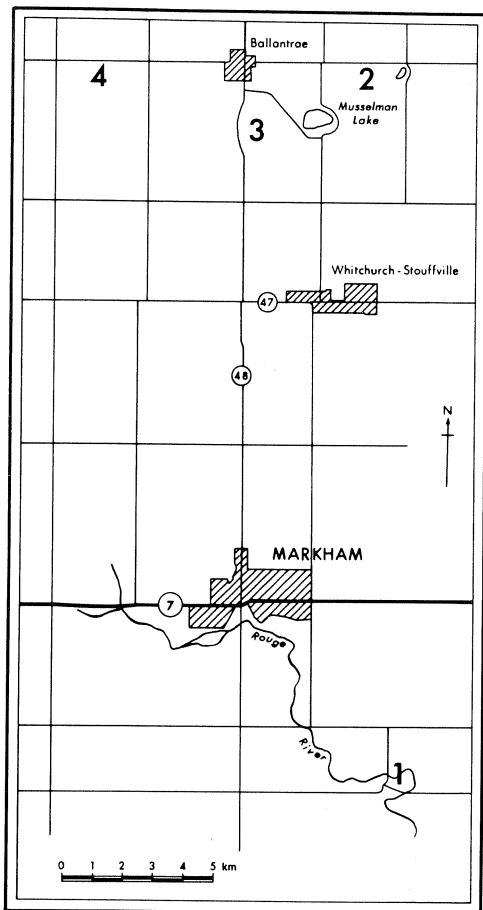 Ballantrae
4
2
Musselman
Lake
3
Whitchurch - Stouffville
47
48
N
MARKHAM
7
Rouge
River
1
0 1 2 3 4 5 km